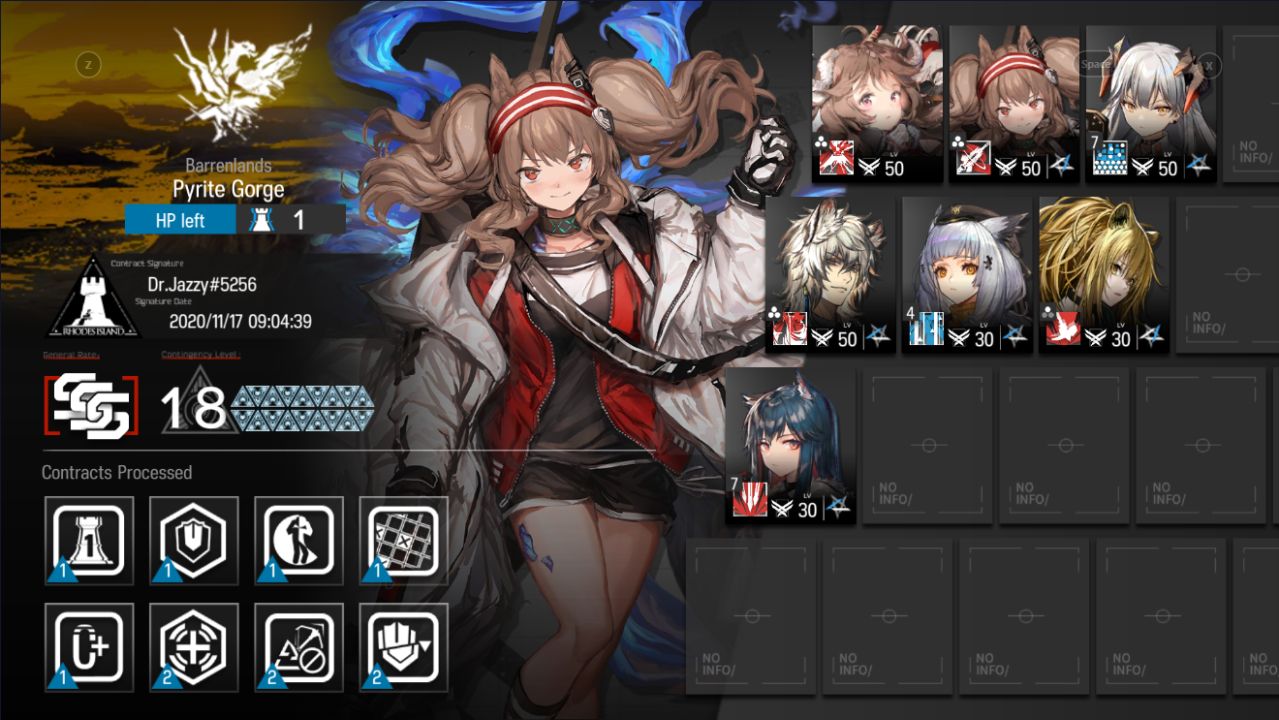 Z
Space
X
Barrenlands
Pyrite Gorge
HP left 1
Contract Signature
Dr.Jazzy#5256
Signature Date
2020/11/17 09:04:39
RHODES ISLAND
General Rate:
Contingency Level:
18
Contracts Processed
1
1
1
1
1
1
2
2
2
LV
50
LV
50
7
LV
50
NO
INFO/
LV
50
4
LV
30
LV
30
NO
INFO/
7
LV
30
NO
INFO/
NO
INFO/
NO
INFO/
NO
INFO/
NO
INFO/
NO
INFO/
NO
INFO/
NO
INFO/